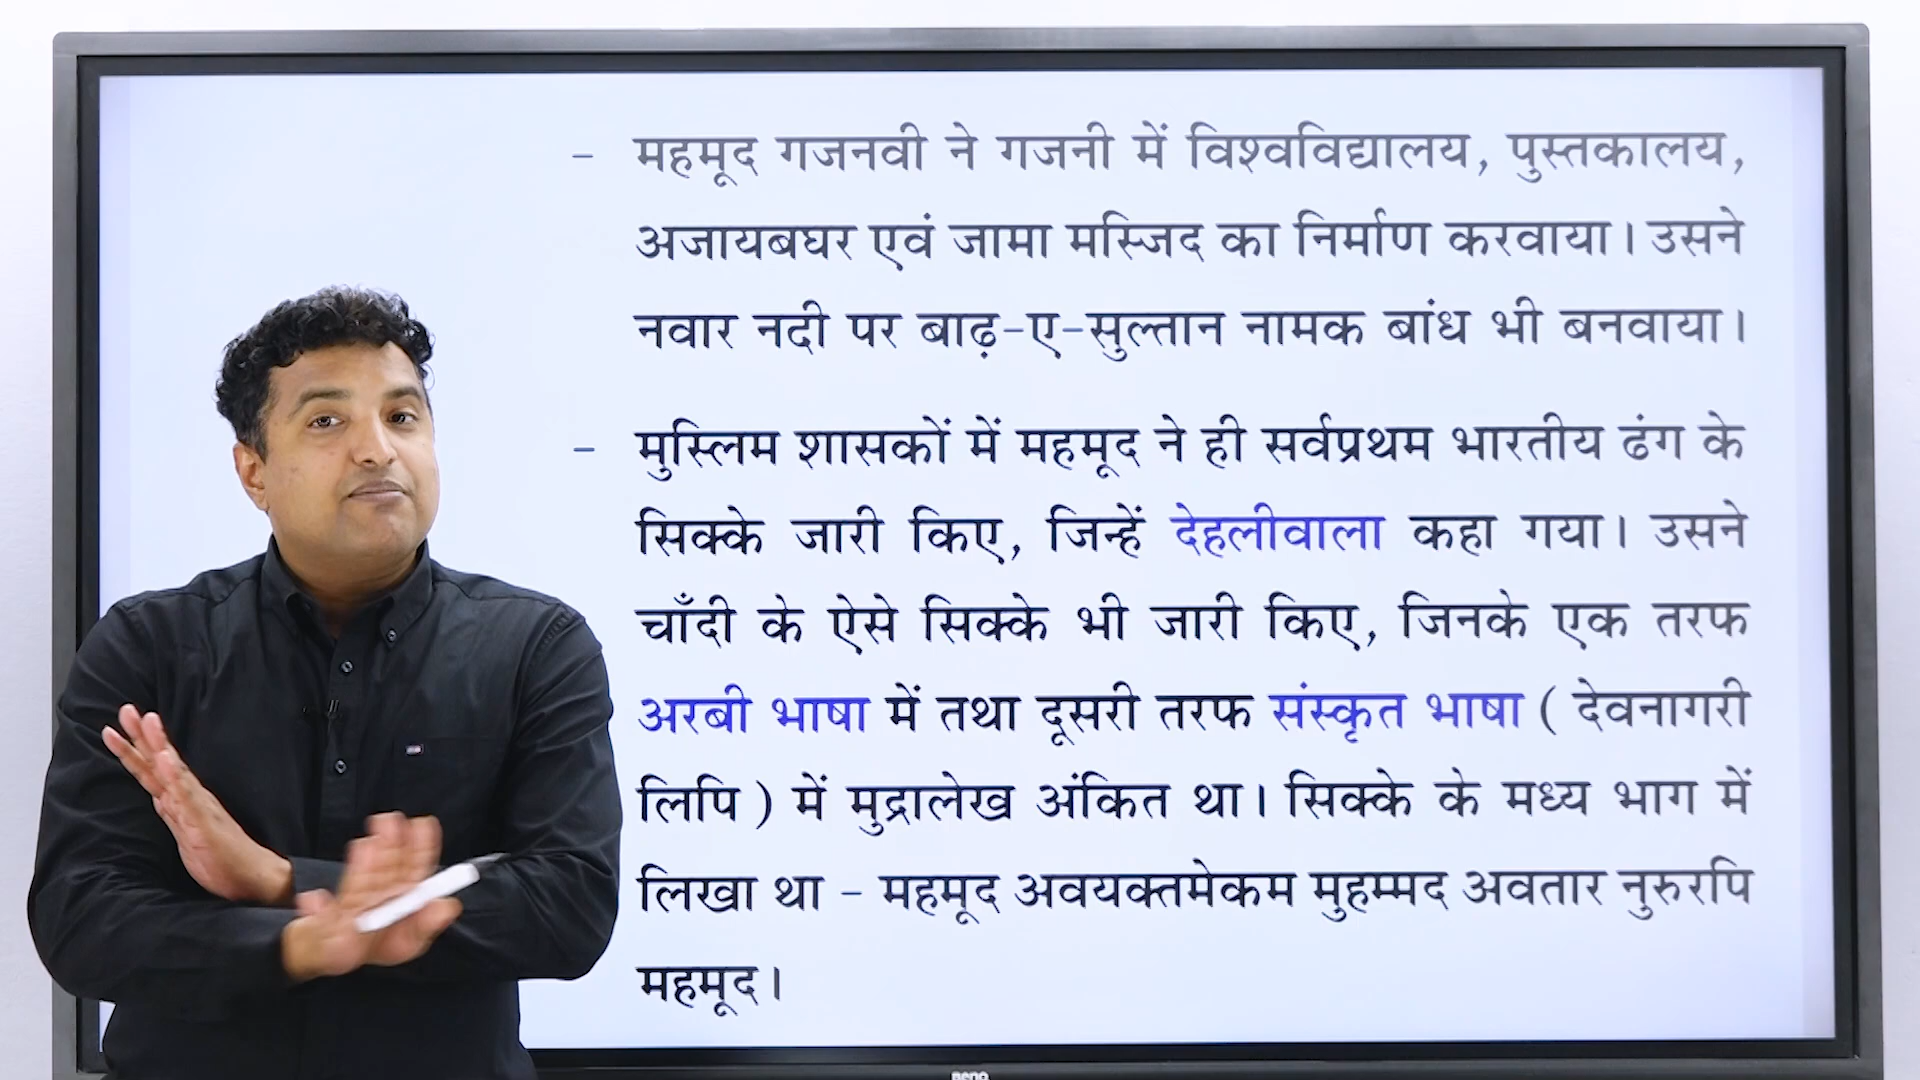 - महमूद गजनवी ने गजनी में विश्वविद्यालय, पुस्तकालय,
अजायबघर एवं जामा मस्जिद का निर्माण करवाया। उसने
नवार नदी पर बाढ़-ए-सुल्तान नामक बांध भी बनवाया।
- मुस्लिम शासकों में महमूद ने ही सर्वप्रथम भारतीय ढंग के
सिक्के जारी किए, जिन्हें देहलीवाला कहा गया। उसने
चाँदी के ऐसे सिक्के भी जारी किए, जिनके एक तरफ
अरबी भाषा में तथा दूसरी तरफ संस्कृत भाषा ( देवनागरी
लिपि ) में मुद्रालेख अंकित था। सिक्के के मध्य भाग में
लिखा था - महमूद अवयक्तमेकम मुहम्मद अवतार नुरुरपि
महमूद।